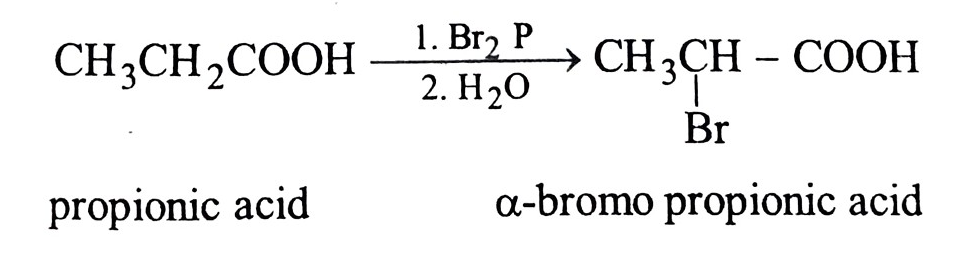 CH₃CH₂COOH 1. Br₂ P CH₃CH – COOH
2. H₂O
Br
propionic acid α-bromo propionic acid